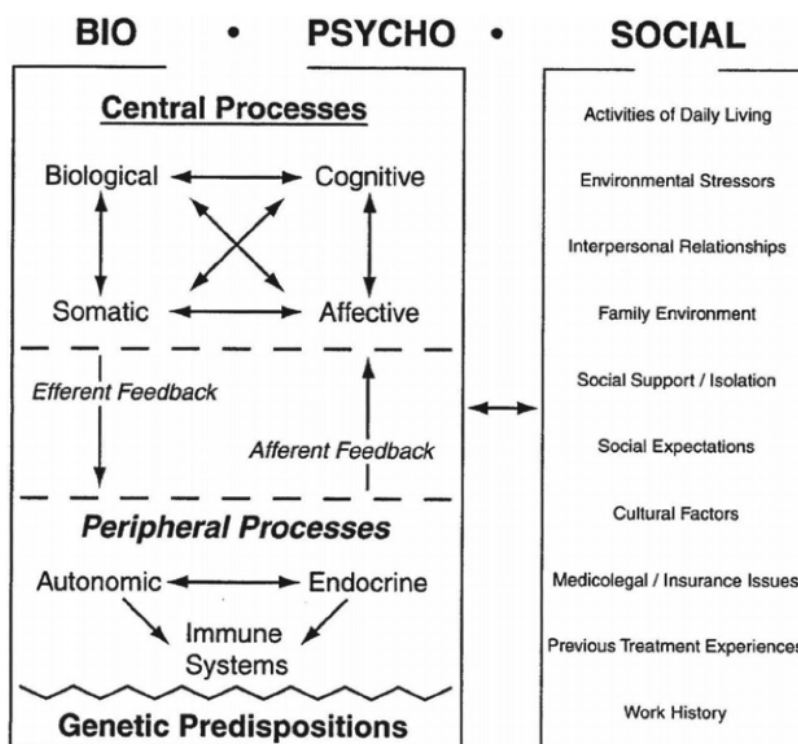 BIO • PSYCHO • SOCIAL
Central Processes
Biological Cognitive
Somatic Affective
Efferent Feedback
Afferent Feedback
Peripheral Processes
Autonomic Endocrine
Immune
Systems
Genetic Predispositions
Activities of Daily Living
Environmental Stressors
Interpersonal Relationships
Family Environment
Social Support / Isolation
Social Expectations
Cultural Factors
Medicolegal / Insurance Issues
Previous Treatment Experiences
Work History